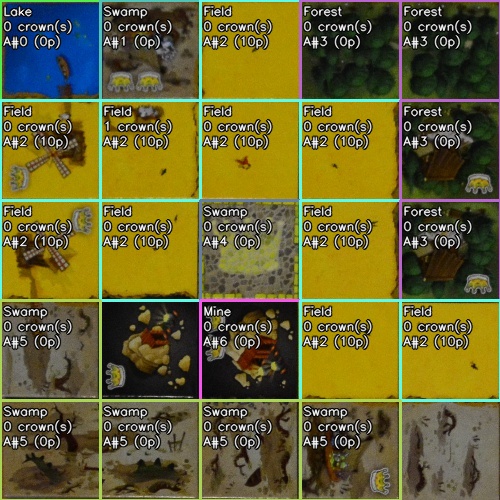 Lake
0 crown(s)
A#0 (0p)
Swamp
0 crown(s)
A#1 (0p)
Field
0 crown(s)
A#2 (10p)
Forest
0 crown(s)
A#3 (0p)
Forest
0 crown(s)
A#3 (0p)
Field
0 crown(s)
A#2 (10p)
Field
1 crown(s)
A#2 (10p)
Field
0 crown(s)
A#2 (10p)
Field
0 crown(s)
A#2 (10p)
Forest
0 crown(s)
A#3 (0p)
Field
0 crown(s)
A#2 (10p)
Field
0 crown(s)
A#2 (10p)
Swamp
0 crown(s)
A#4 (0p)
Field
0 crown(s)
A#2 (10p)
Forest
0 crown(s)
A#3 (0p)
Swamp
0 crown(s)
A#5 (0p)
Mine
0 crown(s)
A#6 (0p)
Field
0 crown(s)
A#2 (10p)
Field
0 crown(s)
A#2 (10p)
Swamp
0 crown(s)
A#5 (0p)
Swamp
0 crown(s)
A#5 (0p)
Swamp
0 crown(s)
A#5 (0p)
Swamp
0 crown(s)
A#5 (0p)